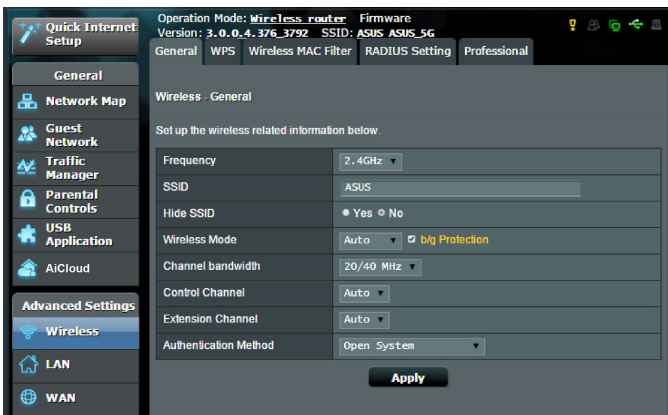 Quick Internet
Setup
Operation Mode: Wireless router Firmware
Version: 3.0.0.4.376_3792 SSID: ASUS ASUS_5G
General WPS Wireless MAC Filter RADIUS Setting Professional
General
Network Map
Guest
Network
Traffic
Manager
Parental
Controls
USB
Application
AiCloud
Advanced Settings
Wireless
LAN
WAN
Wireless - General
Set up the wireless related information below.
Frequency 2.4GHz
SSID ASUS
Hide SSID Yes No
Wireless Mode Auto b/g Protection
Channel bandwidth 20/40 MHz
Control Channel Auto
Extension Channel Auto
Authentication Method Open System
Apply